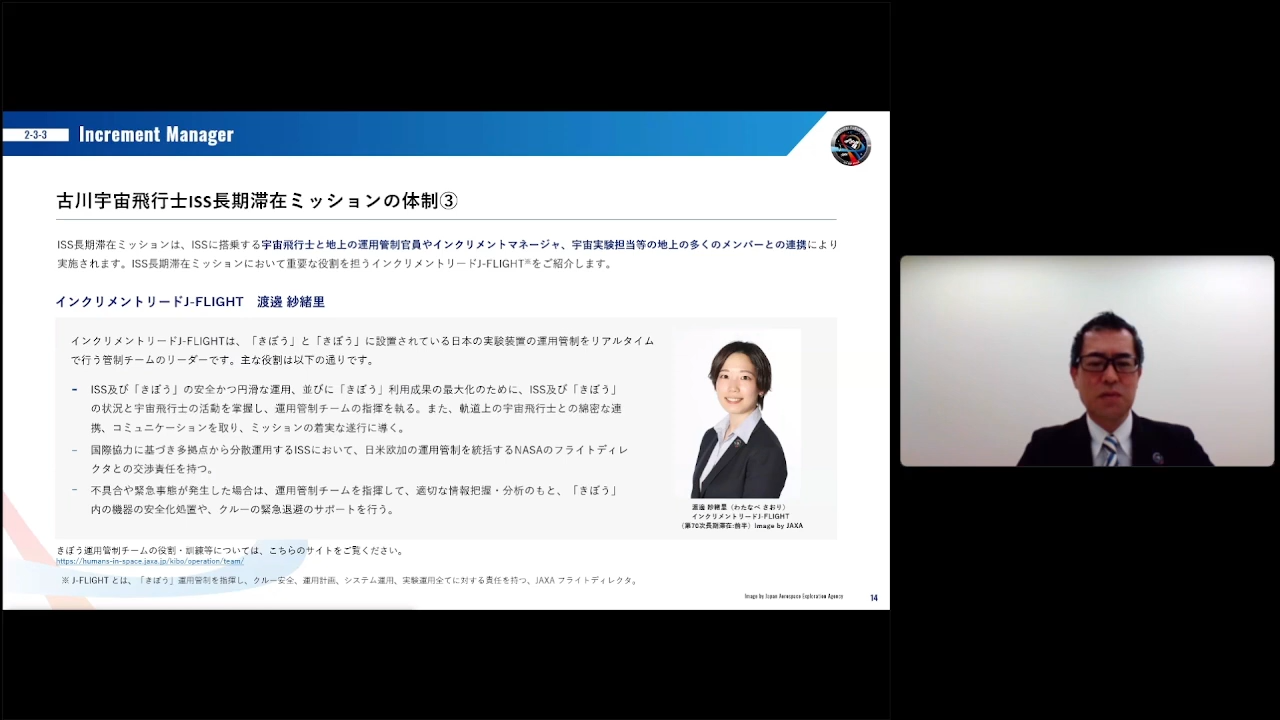 2-3-3
Increment Manager
古川宇宙飛行士ISS長期滞在ミッションの体制③
ISS長期滞在ミッションは、ISSに搭乗する宇宙飛行士と地上の運用管制官員やインクリメントマネージャ、宇宙実験担当等の地上の多くのメンバーとの連携により
実施されます。ISS長期滞在ミッションにおいて重要な役割を担うインクリメントリードJ-FLIGHT※をご紹介します。
インクリメントリードJ-FLIGHT　渡邊 紗緒里
インクリメントリードJ-FLIGHTは、「きぼう」と「きぼう」に設置されている日本の実験装置の運用管制をリアルタイム
で行う管制チームのリーダーです。主な役割は以下の通りです。
- ISS及び「きぼう」の安全かつ円滑な運用、並びに「きぼう」利用成果の最大化のために、ISS及び「きぼう」
の状況と宇宙飛行士の活動を掌握し、運用管制チームの指揮を執る。また、軌道上の宇宙飛行士との綿密な連
携、コミュニケーションを取り、ミッションの着実な遂行に導く。
- 国際協力に基づき多拠点から分散運用するISSにおいて、日米欧加の運用管制を統括するNASAのフライトディレ
クタとの交渉責任を持つ。
- 不具合や緊急事態が発生した場合は、運用管制チームを指揮して、適切な情報把握・分析のもと、「きぼう」
内の機器の安全化処置や、クルーの緊急退避のサポートを行う。
渡邊 紗緒里（わたなべ さおり）
インクリメントリードJ-FLIGHT
（第70次長期滞在:前半）Image by JAXA
きぼう運用管制チームの役割・訓練等については、こちらのサイトをご覧ください。
https://humans-in-space.jaxa.jp/kibo/operation/team/
※ J-FLIGHT とは、「きぼう」運用管制を指揮し、クルー安全、運用計画、システム運用、実験運用全てに対する責任を持つ、JAXA フライトディレクタ。
Image by Japan Aerospace Exploration Agency
14